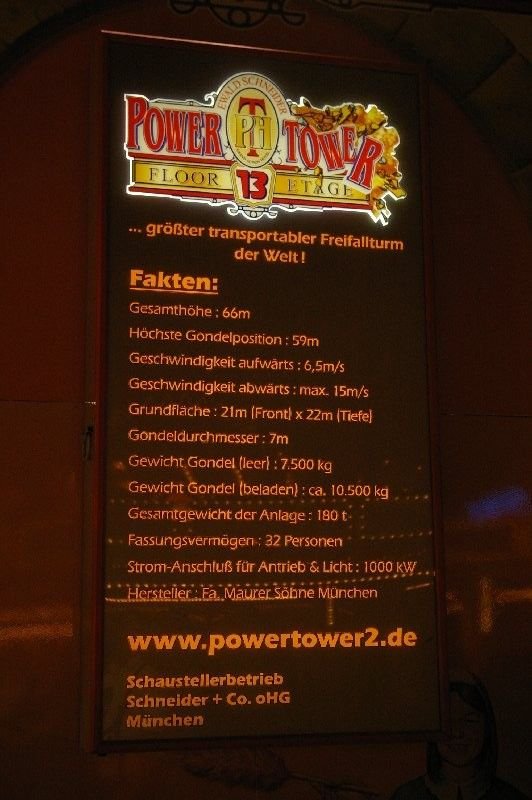 EWALD SCHNEIDER
POWER TPH TOWER
FLOOR 13 ETAGE
... größter transportabler Freifallturm
der Welt!
Fakten:
Gesamthöhe : 66m
Höchste Gondelposition : 59m
Geschwindigkeit aufwärts : 6,5m/s
Geschwindigkeit abwärts : max. 15m/s
Grundfläche : 21m (Front) x 22m (Tiefe)
Gondeldurchmesser : 7m
Gewicht Gondel (leer) : 7.500 kg
Gewicht Gondel (beladen) : ca. 10.500 kg
Gesamtgewicht der Anlage : 180 t
Fassungsvermögen : 32 Personen
Strom-Anschluß für Antrieb & Licht : 1000 kW
Hersteller : Fa. Maurer Söhne München
www.powertower2.de
Schaustellerbetrieb
Schneider + Co. oHG
München